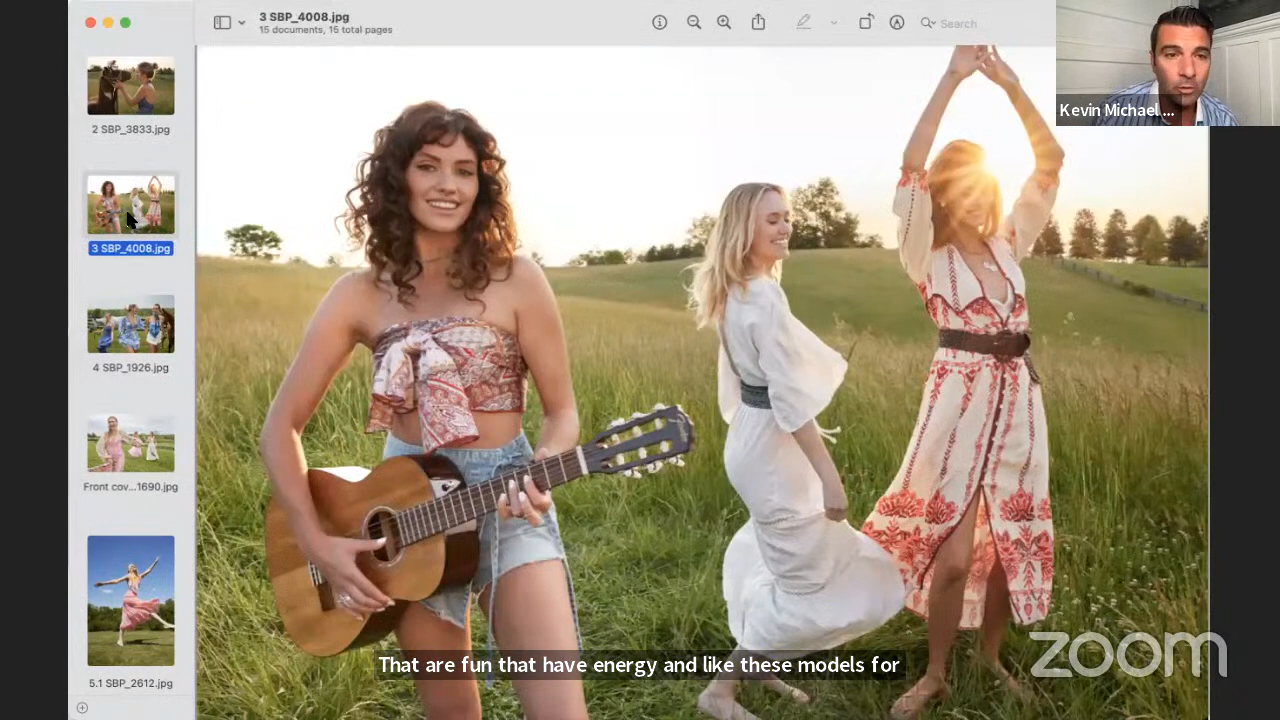 3 SBP_4008.jpg
15 documents, 15 total pages
Search
Kevin Michael ...
2 SBP_3833.jpg
3 SBP_4008.jpg
4 SBP_1926.jpg
Front cov...1690.jpg
5.1 SBP_2612.jpg
That are fun that have energy and like these models for
zoom